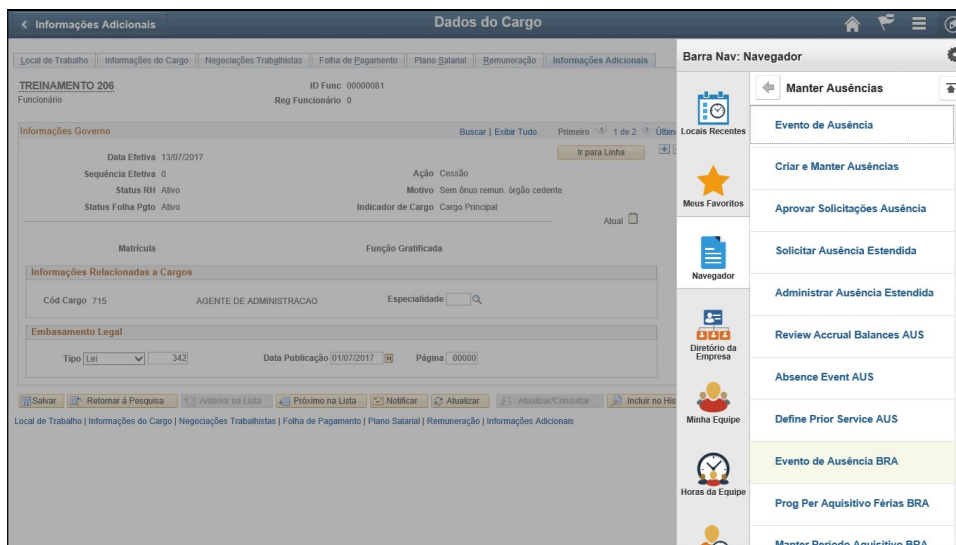 Informações Adicionais
Dados do Cargo
Local de Trabalho
Informações do Cargo
Negociações Trabalhistas
Folha de Pagamento
Plano Salarial
Remuneração
Informações Adicionais
TREINAMENTO 206
ID Func 00000081
Funcionário
Reg Funcionário 0
Informações Governo
Buscar | Exibir Tudo
Primeiro
1 de 2
Ir para Linha
Data Efetiva 13/07/2017
Sequência Efetiva 0
Ação Cessão
Status RH Ativo
Motivo Sem ônus remun. órgão cedente
Status Folha Pgto Ativo
Indicador de Cargo Cargo Principal
Atual
Matrícula
Função Gratificada
Informações Relacionadas a Cargos
Cód Cargo 715
AGENTE DE ADMINISTRACAO
Especialidade
Embasamento Legal
Tipo Lei
342
Data Publicação 01/07/2017
Página 00000
Salvar
Retornar à Pesquisa
Anterior na Lista
Próximo na Lista
Notificar
Atualizar
Atualizar/Consultar
Incluir no His
Local de Trabalho | Informações do Cargo | Negociações Trabalhistas | Folha de Pagamento | Plano Salarial | Remuneração | Informações Adicionais
Barra Nav: Navegador
Locais Recentes
Meus Favoritos
Navegador
Diretório da
Empresa
Minha Equipe
Horas da Equipe
Manter Ausências
Evento de Ausência
Criar e Manter Ausências
Aprovar Solicitações Ausência
Solicitar Ausência Estendida
Administrar Ausência Estendida
Review Accrual Balances AUS
Absence Event AUS
Define Prior Service AUS
Evento de Ausência BRA
Prog Per Aquisitivo Férias BRA
Manter Período Aquisitivo BRA